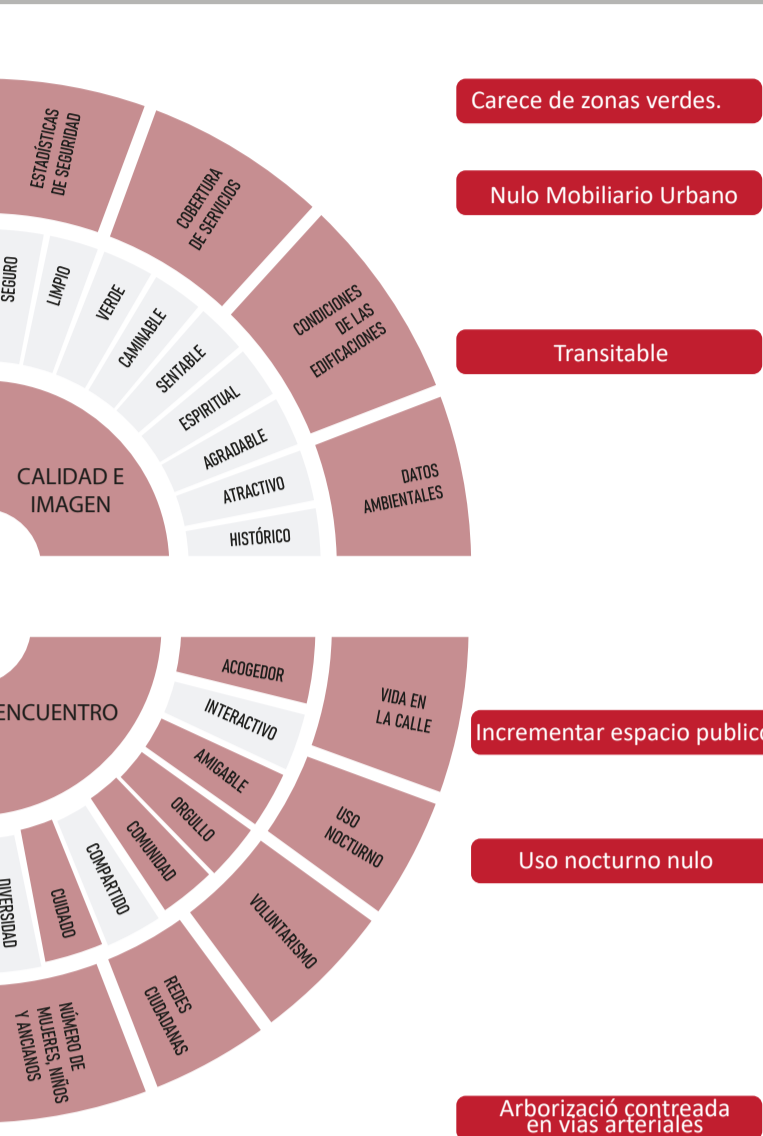 ESTADÍSTICAS
DE SEGURIDAD
COBERTURA
DE SERVICIOS
CONDICIONES
DE LAS
EDIFICACIONES
DATOS
AMBIENTALES
SEGURO
LIMPIO
VERDE
CAMINABLE
SENTABLE
ESPIRITUAL
AGRADABLE
ATRACTIVO
HISTÓRICO
CALIDAD E
IMAGEN
Carece de zonas verdes.
Nulo Mobiliario Urbano
Transitable
ENCUENTRO
ACOGEDOR
INTERACTIVO
AMIGABLE
ORGULLO
COMUNIDAD
COMPARTIDO
CUIDADO
DIVERSIDAD
VIDA EN
LA CALLE
USO
NOCTURNO
VOLUNTARISMO
REDES
CIUDADANAS
NÚMERO DE
MUJERES, NIÑOS
Y ANCIANOS
Incrementar espacio publico
Uso nocturno nulo
Arborizació contreada
en vías arteriales